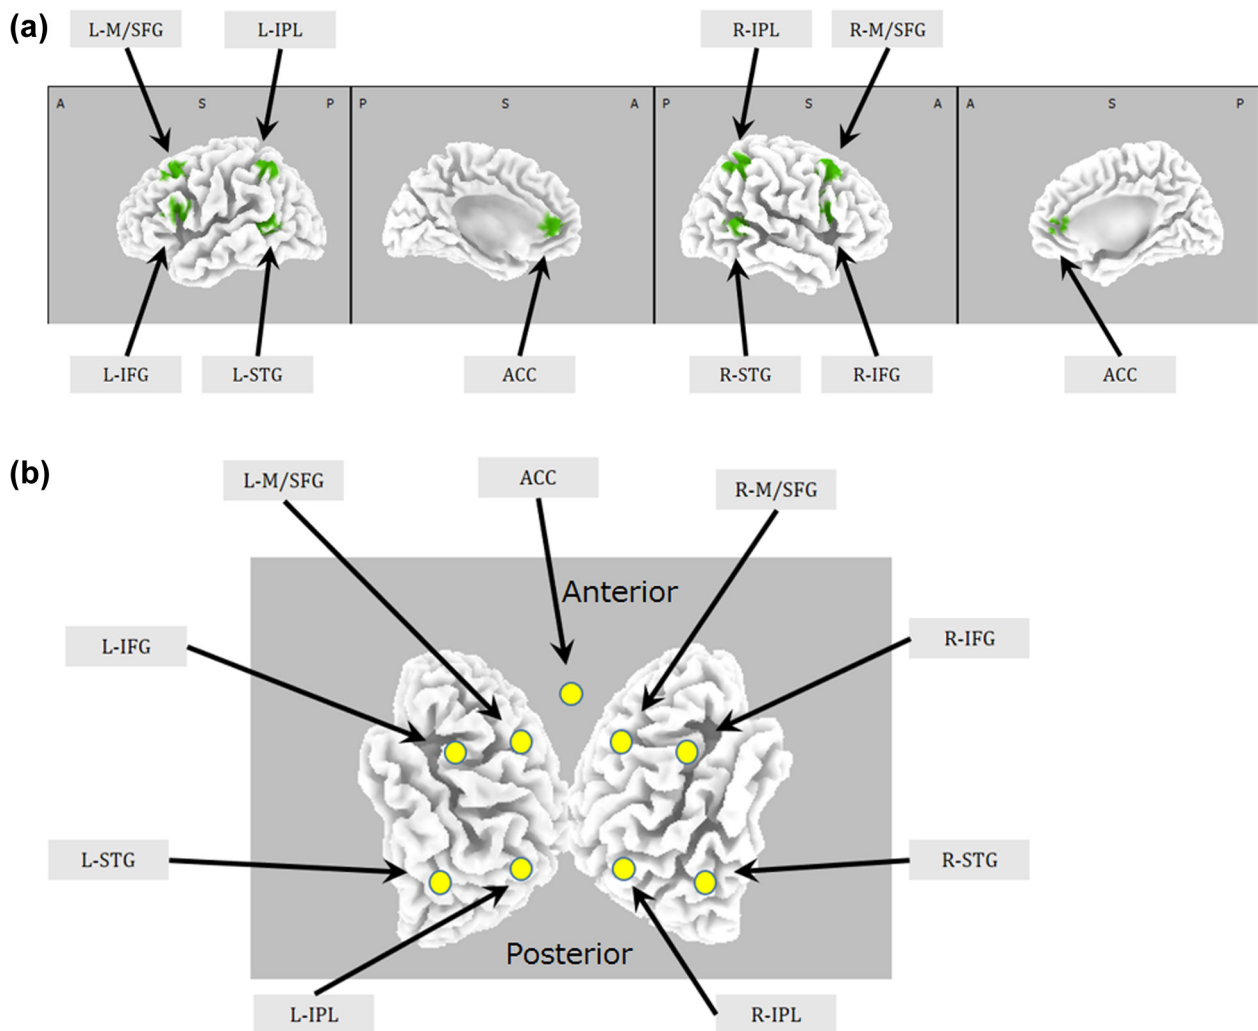 (a)
L-M/SFG
L-IPL
R-IPL
R-M/SFG
A S P
P S A
P S A
A S P
L-IFG
L-STG
ACC
R-STG
R-IFG
ACC
(b)
L-M/SFG
ACC
R-M/SFG
Anterior
L-IFG
R-IFG
L-STG
R-STG
Posterior
L-IPL
R-IPL